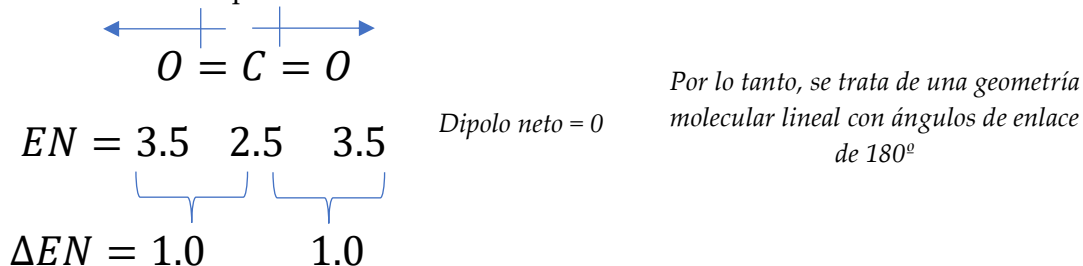 O = C = O
EN = 3.5 2.5 3.5
ΔEN = 1.0 1.0
Dipolo neto = 0
Por lo tanto, se trata de una geometría
molecular lineal con ángulos de enlace
de 180º